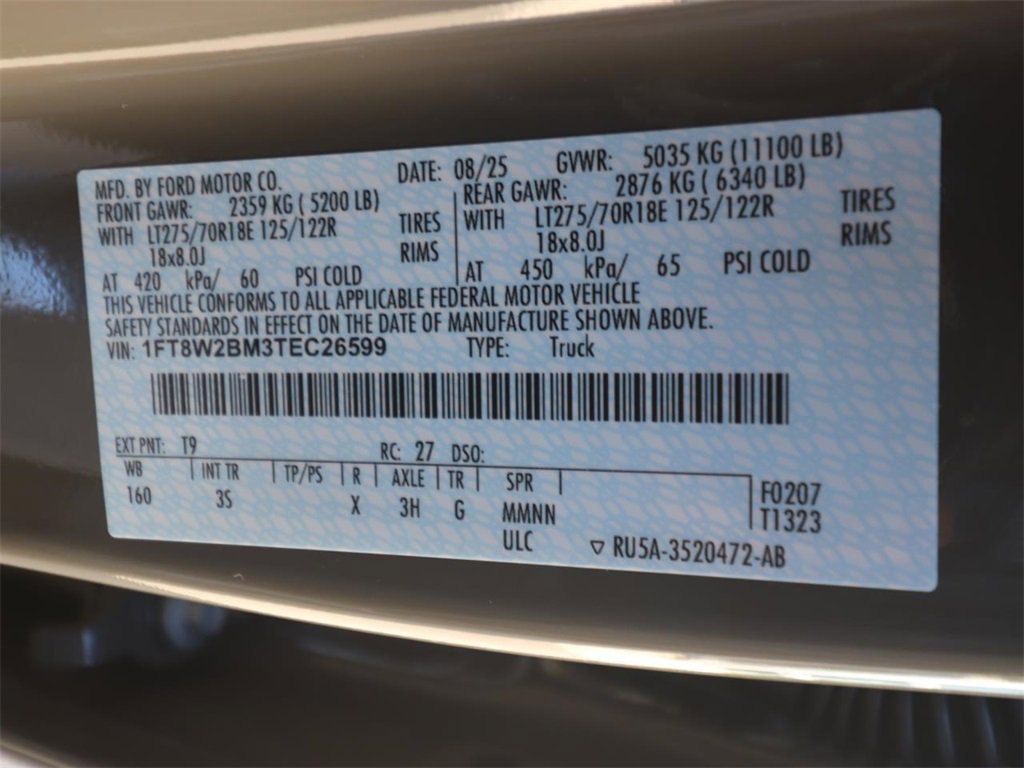 MFD. BY FORD MOTOR CO. DATE: 08/25 GVWR: 5035 KG (11100 LB)
FRONT GAWR: 2359 KG ( 5200 LB) REAR GAWR: 2876 KG ( 6340 LB)
WITH LT275/70R18E 125/122R TIRES WITH LT275/70R18E 125/122R TIRES
18x8.0J RIMS 18x8.0J RIMS
AT 420 kPa/ 60 PSI COLD AT 450 kPa/ 65 PSI COLD
THIS VEHICLE CONFORMS TO ALL APPLICABLE FEDERAL MOTOR VEHICLE
SAFETY STANDARDS IN EFFECT ON THE DATE OF MANUFACTURE SHOWN ABOVE.
VIN: 1FT8W2BM3TEC26599 TYPE: Truck
EXT PNT: T9 RC: 27 DSO:
WB INT TR TP/PS R AXLE TR SPR
160 3S X 3H G MMNN
ULC
F0207
T1323
RU5A-3520472-AB